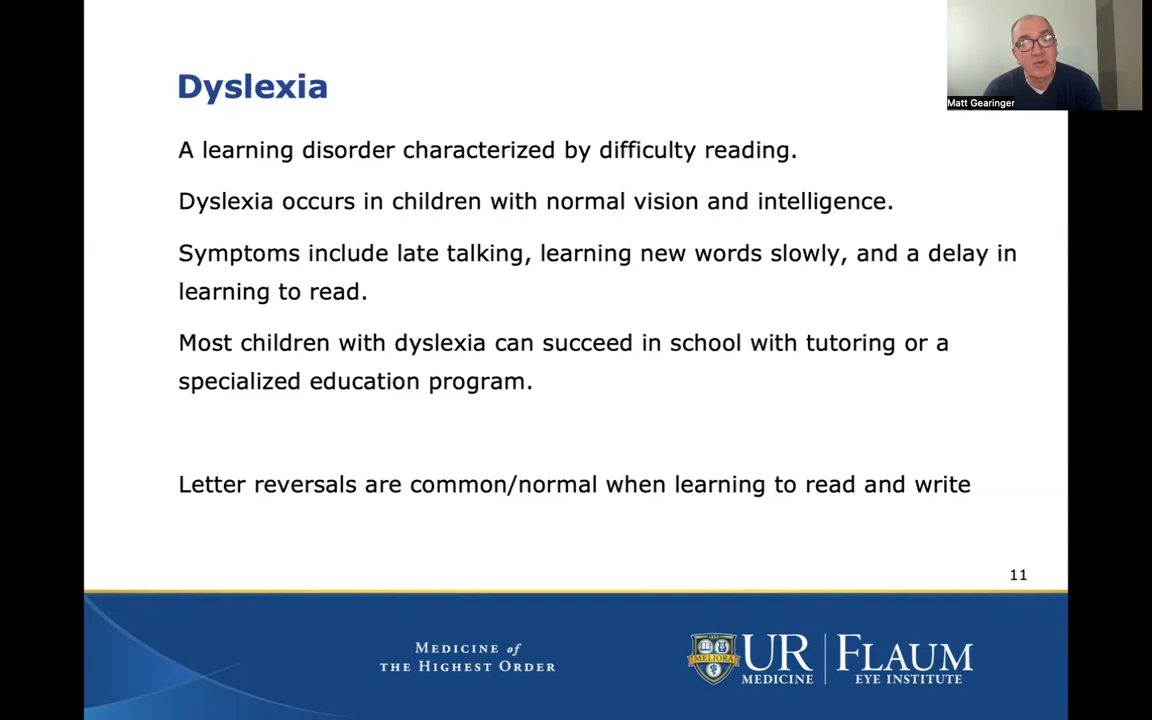 Matt Gearinger
Dyslexia
A learning disorder characterized by difficulty reading.
Dyslexia occurs in children with normal vision and intelligence.
Symptoms include late talking, learning new words slowly, and a delay in
learning to read.
Most children with dyslexia can succeed in school with tutoring or a
specialized education program.
Letter reversals are common/normal when learning to read and write
11
MEDICINE of
THE HIGHEST ORDER
MELIORA
UR
MEDICINE
FLAUM
EYE INSTITUTE